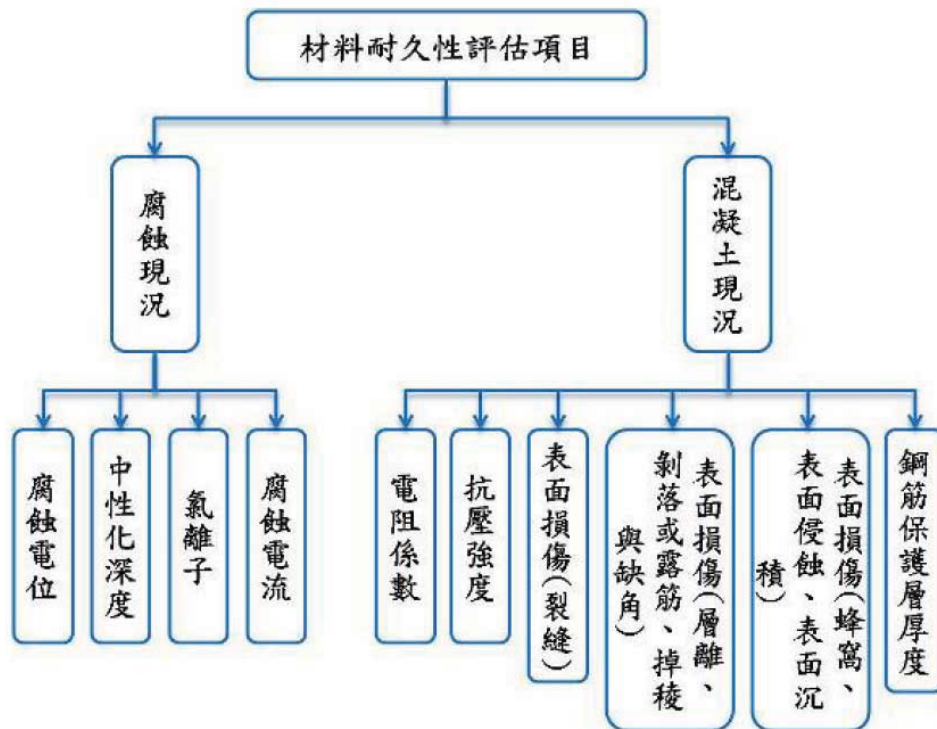 材料耐久性評估項目
腐蝕現況
混凝土現況
腐蝕電位
中性化深度
氯離子
腐蝕電流
電阻係數
抗壓強度
表面損傷(裂縫)
表面損傷(層離、
剝落或露筋、掉稜
與缺角)
表面損傷(蜂窩、
表面侵蝕、表面沉
積)
鋼筋保護層厚度